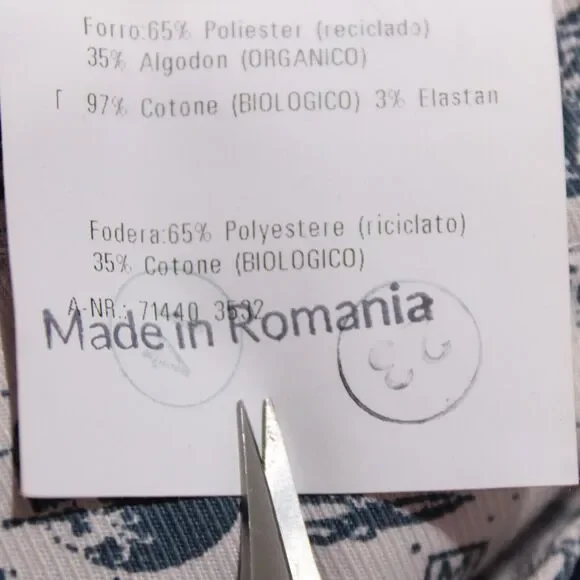 Forro:65% Poliester (reciclado)
35% Algodon (ORGANICO)
I 97% Cotone (BIOLOGICO) 3% Elastan
Fodera:65% Polyestere (riciclato)
35% Cotone (BIOLOGICO)
A-NR.: 71440 3532
Made in Romania